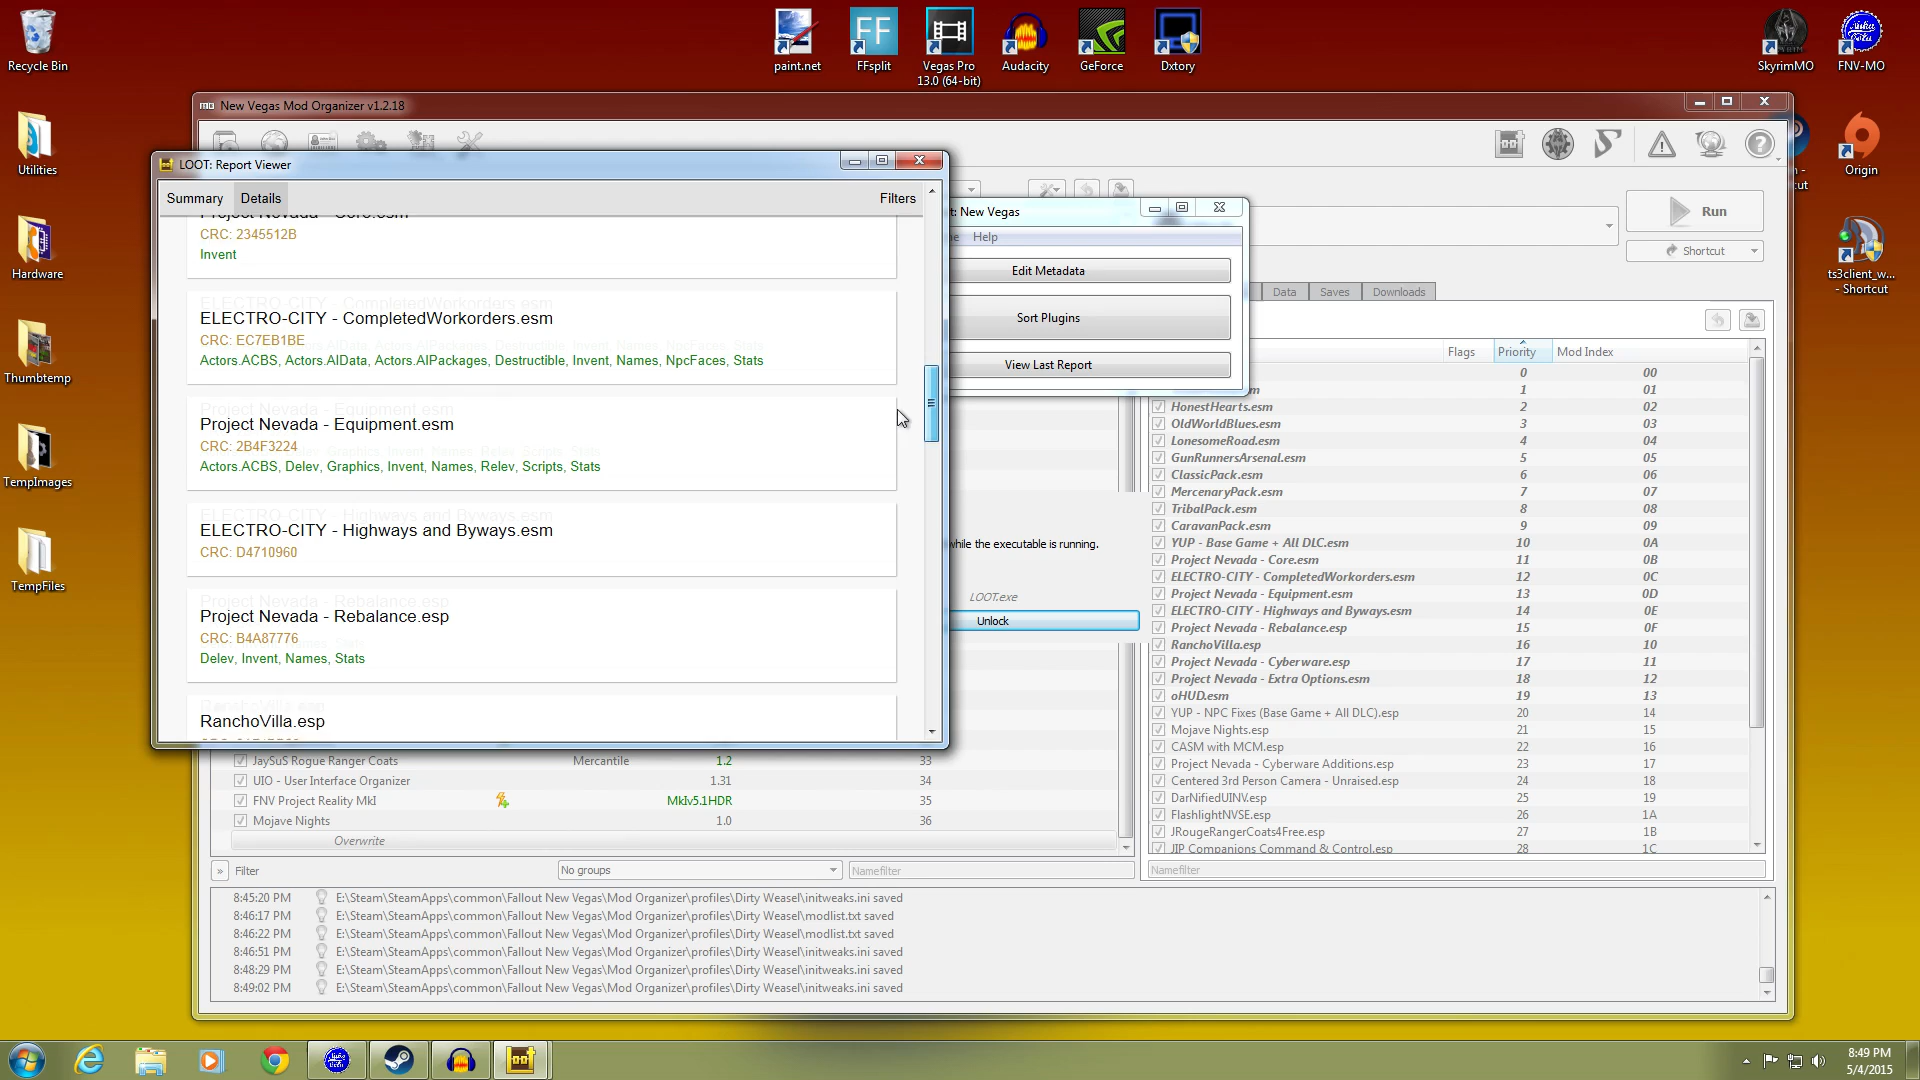 Recycle Bin
paint.net
FFsplit
Vegas Pro
13.0 (64-bit)
Audacity
GeForce
Dxtory
SkyrimMO
FNV-MO
Utilities
Hardware
Thumbtemp
TempImages
TempFiles
Origin
ts3client_w...
- Shortcut
New Vegas Mod Organizer v1.2.18
LOOT: Report Viewer
Summary
Details
Filters
Project Nevada - Core.esm
CRC: 2345512B
Invent
ELECTRO-CITY - CompletedWorkorders.esm
CRC: EC7EB1BE
Actors.ACBS, Actors.AIData, Actors.AIPackages, Destructible, Invent, Names, NpcFaces, Stats
Project Nevada - Equipment.esm
CRC: 2B4F3224
Actors.ACBS, Delev, Graphics, Invent, Names, Relev, Scripts, Stats
ELECTRO-CITY - Highways and Byways.esm
CRC: D4710960
Project Nevada - Rebalance.esp
CRC: B4A87776
Delev, Invent, Names, Stats
RanchoVilla.esp
t: New Vegas
Help
Edit Metadata
Sort Plugins
View Last Report
while the executable is running.
LOOT.exe
Unlock
Run
Shortcut
Data
Saves
Downloads
Flags
Priority
Mod Index
0 00
1 01
HonestHearts.esm 2 02
OldWorldBlues.esm 3 03
LonesomeRoad.esm 4 04
GunRunnersArsenal.esm 5 05
ClassicPack.esm 6 06
MercenaryPack.esm 7 07
TribalPack.esm 8 08
CaravanPack.esm 9 09
YUP - Base Game + All DLC.esm 10 0A
Project Nevada - Core.esm 11 0B
ELECTRO-CITY - CompletedWorkorders.esm 12 0C
Project Nevada - Equipment.esm 13 0D
ELECTRO-CITY - Highways and Byways.esm 14 0E
Project Nevada - Rebalance.esp 15 0F
RanchoVilla.esp 16 10
Project Nevada - Cyberware.esp 17 11
Project Nevada - Extra Options.esm 18 12
oHUD.esm 19 13
YUP - NPC Fixes (Base Game + All DLC).esp 20 14
Mojave Nights.esp 21 15
CASM with MCM.esp 22 16
Project Nevada - Cyberware Additions.esp 23 17
Centered 3rd Person Camera - Unraised.esp 24 18
DarNifiedUINV.esp 25 19
FlashlightNVSE.esp 26 1A
JRougeRangerCoats4Free.esp 27 1B
JIP Companions Command & Control.esp 28 1C
Namefilter
JaySuS Rogue Ranger Coats Mercantile 1.2 33
UIO - User Interface Organizer 1.31 34
FNV Project Reality MkI MkIv5.1HDR 35
Mojave Nights 1.0 36
Overwrite
» Filter
No groups
Namefilter
8:45:20 PM E:\Steam\SteamApps\common\Fallout New Vegas\Mod Organizer\profiles\Dirty Weasel\initweaks.ini saved
8:46:17 PM E:\Steam\SteamApps\common\Fallout New Vegas\Mod Organizer\profiles\Dirty Weasel\modlist.txt saved
8:46:22 PM E:\Steam\SteamApps\common\Fallout New Vegas\Mod Organizer\profiles\Dirty Weasel\modlist.txt saved
8:46:51 PM E:\Steam\SteamApps\common\Fallout New Vegas\Mod Organizer\profiles\Dirty Weasel\initweaks.ini saved
8:48:29 PM E:\Steam\SteamApps\common\Fallout New Vegas\Mod Organizer\profiles\Dirty Weasel\initweaks.ini saved
8:49:02 PM E:\Steam\SteamApps\common\Fallout New Vegas\Mod Organizer\profiles\Dirty Weasel\initweaks.ini saved
8:49 PM
5/4/2015